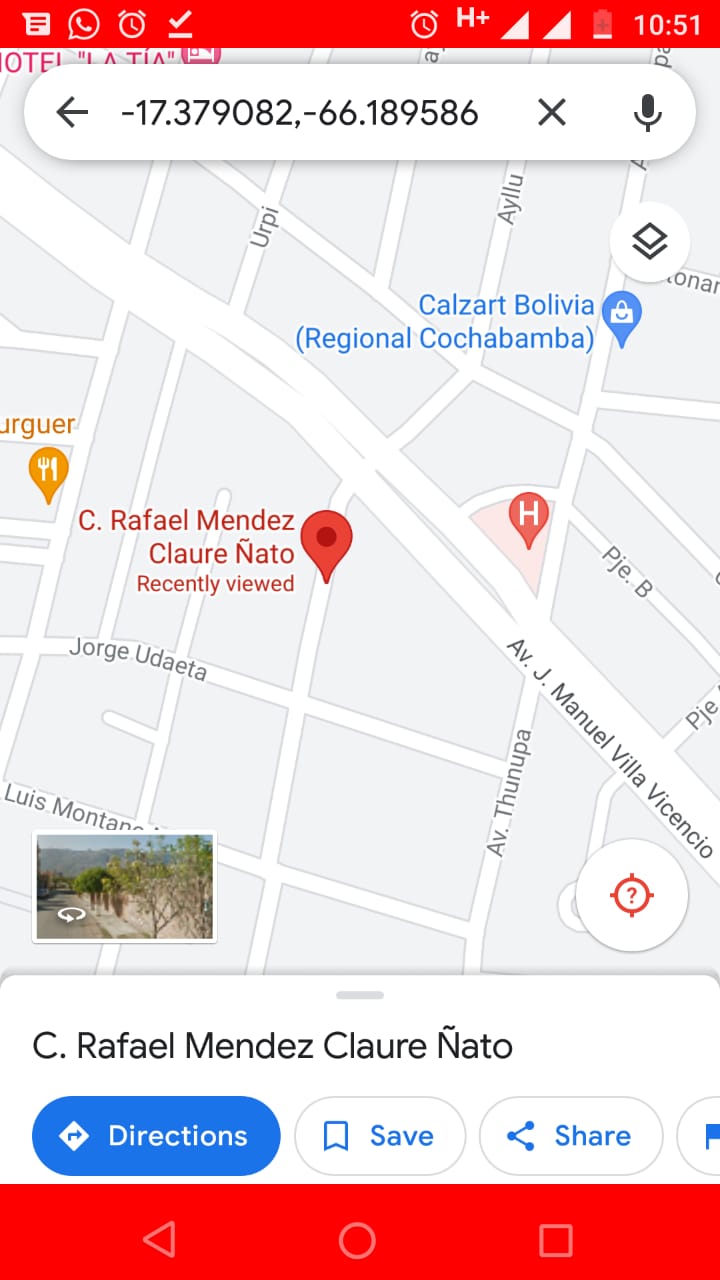 H+ 10:51
HOTEL "LA TÍA"
-17.379082,-66.189586
Urpi
Ayllu
Calzart Bolivia
(Regional Cochabamba)
urguer
H
C. Rafael Mendez
Claure Ñato
Recently viewed
Pje. B
Jorge Udaeta
Av. J. Manuel Villa Vicencio
Pje
Av. Thunupa
Luis Montano
?
C. Rafael Mendez Claure Ñato
Directions Save Share